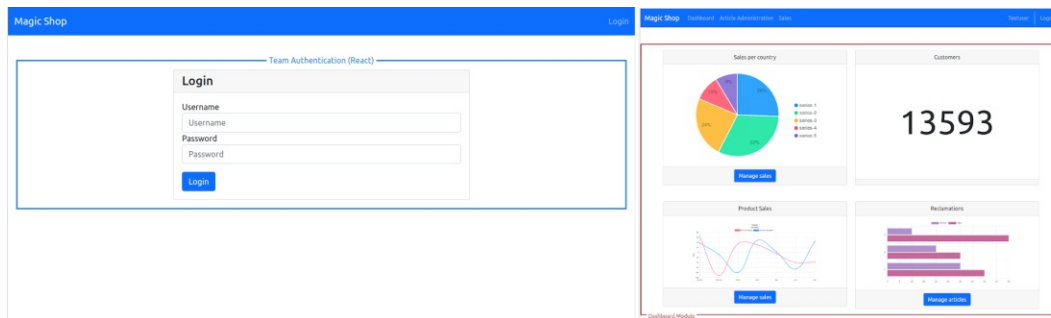 Magic Shop
Login
Team Authentication (React)
Login
Username
Username
Password
Password
Login
Magic Shop Dashboard Article Administration Sales
Testuser
Sales per country
series-1
series-2
series-3
series-4
series-5
Manage sales
Customers
13593
Product Sales
Manage sales
Reclamations
Manage articles
Dashboard Module